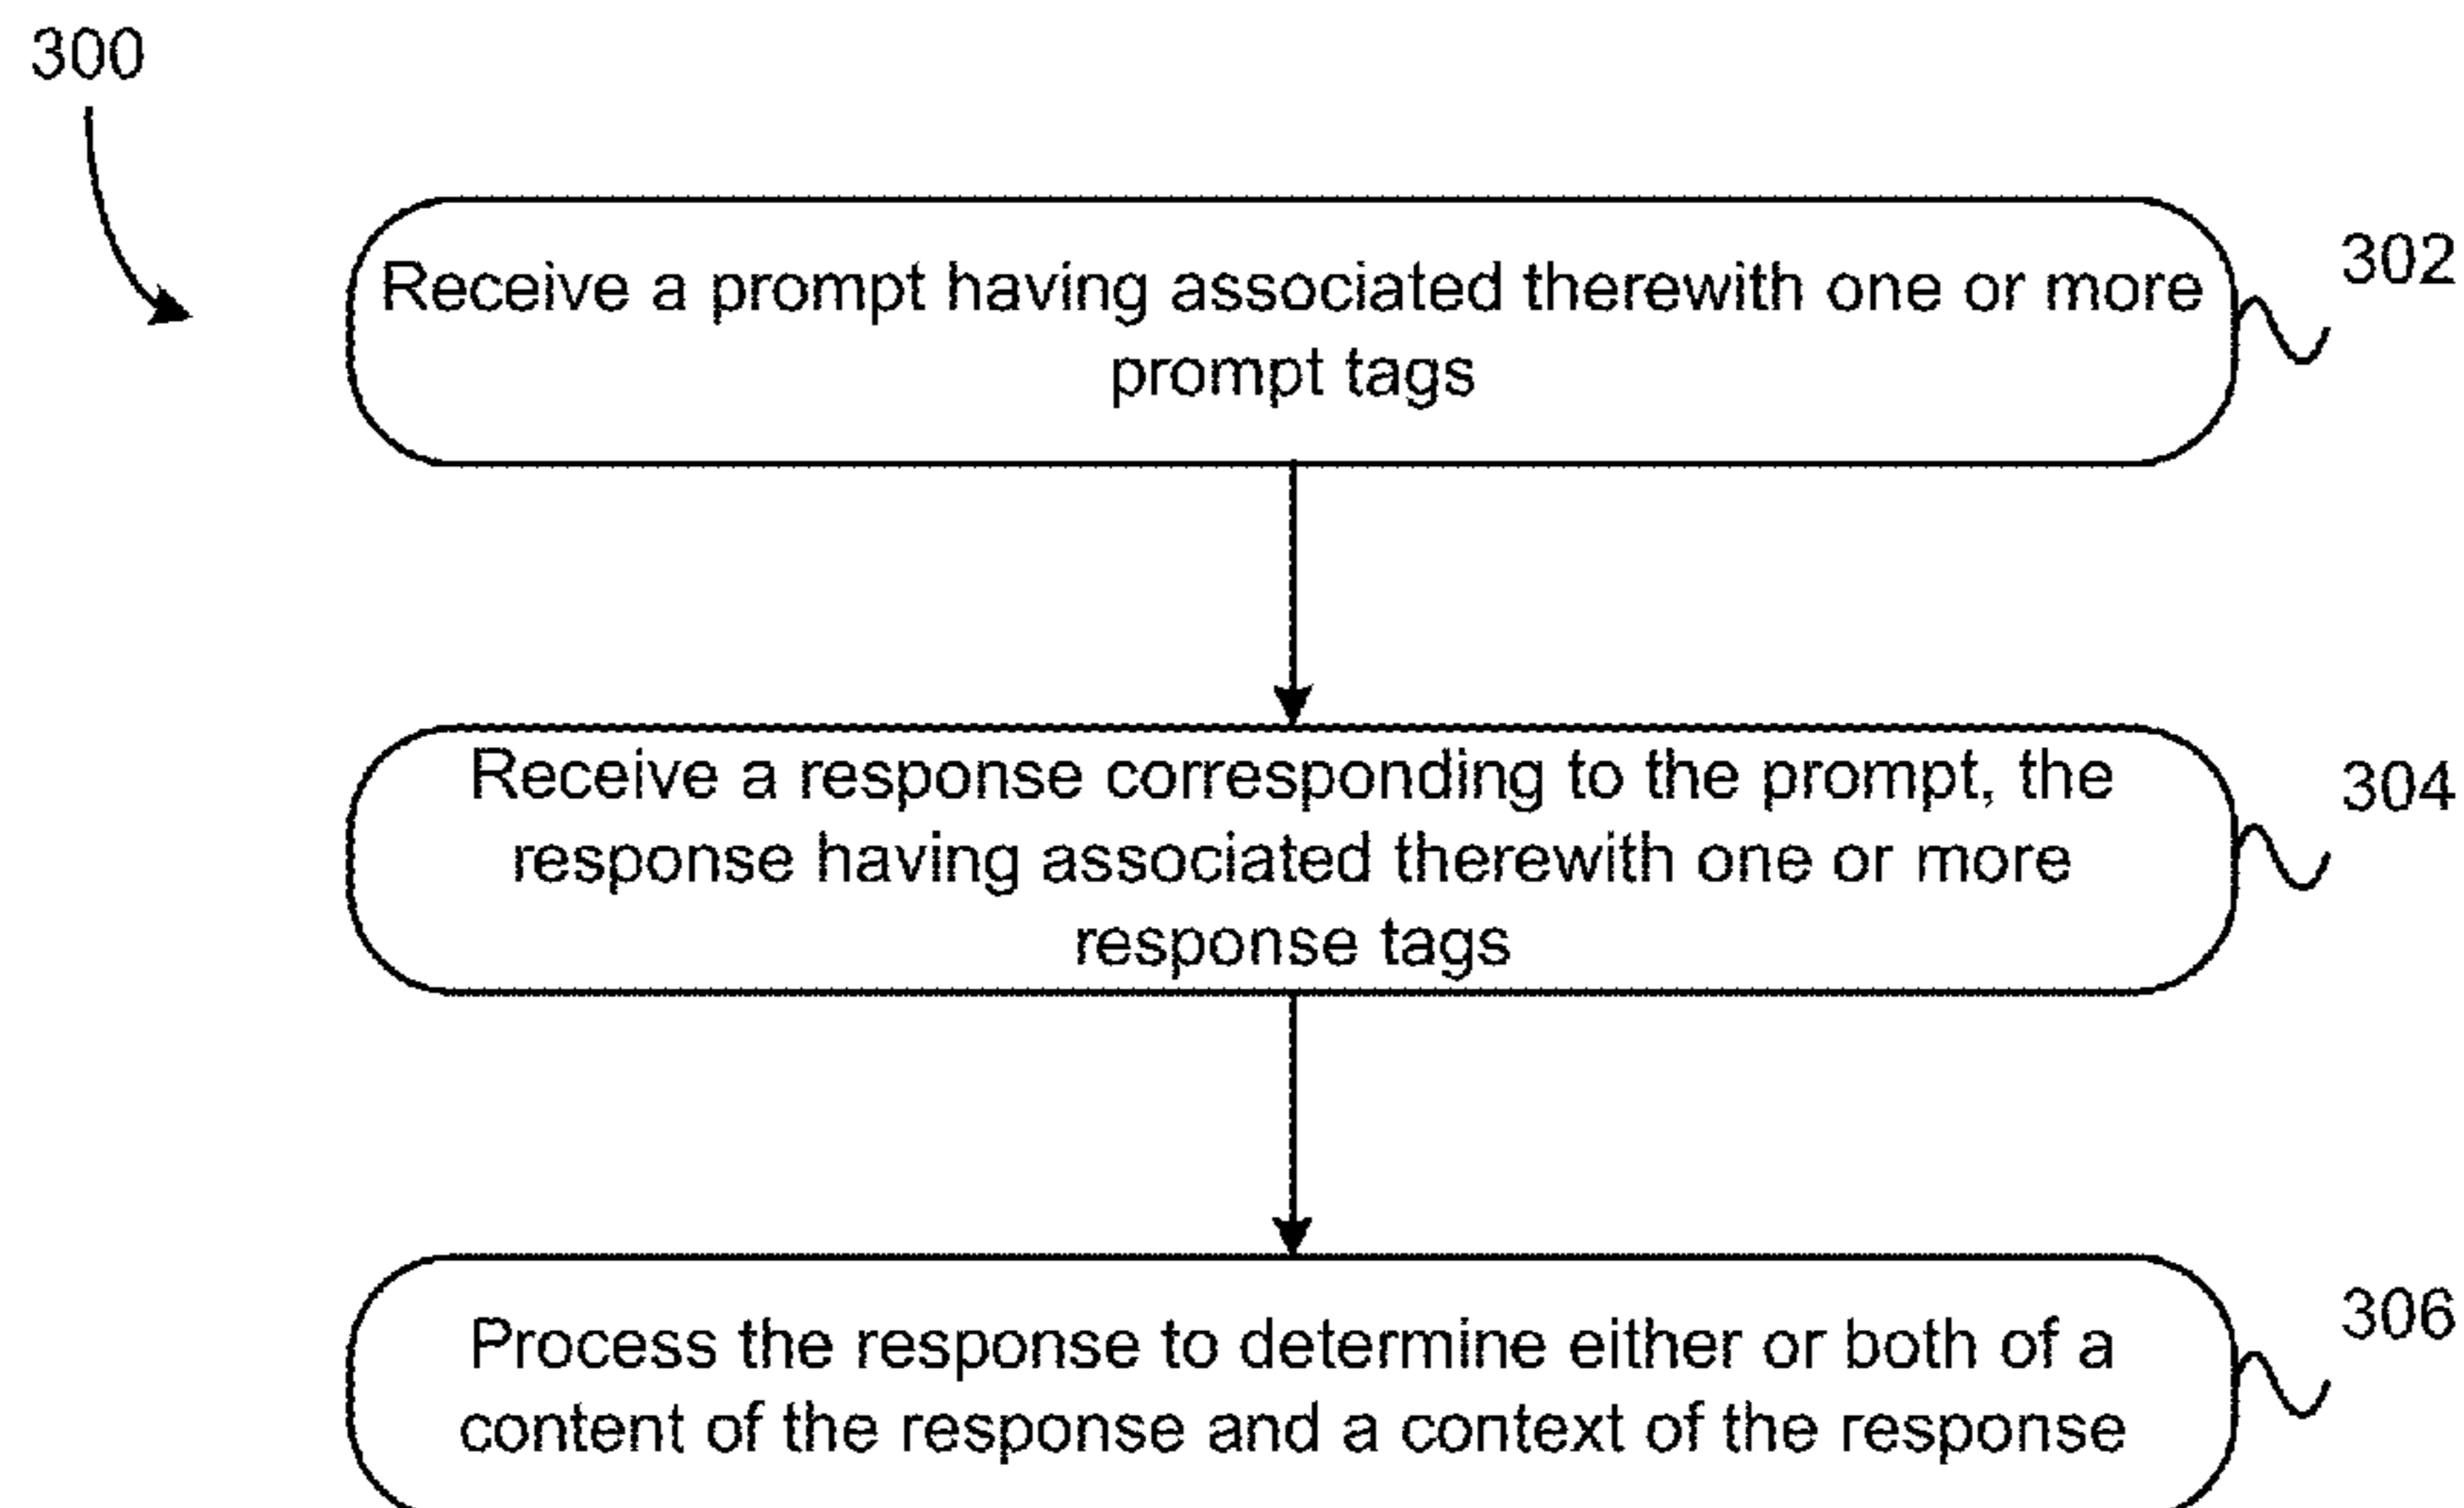 300
Receive a prompt having associated therewith one or more
prompt tags
302
Receive a response corresponding to the prompt, the
response having associated therewith one or more
response tags
304
Process the response to determine either or both of a
content of the response and a context of the response
306